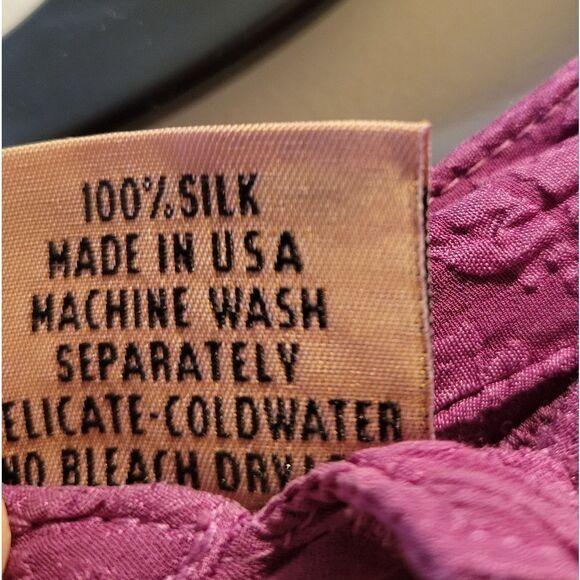 100% SILK
MADE IN USA
MACHINE WASH
SEPARATELY
ELICATE-COLDWATER
NO BLEACH DRY